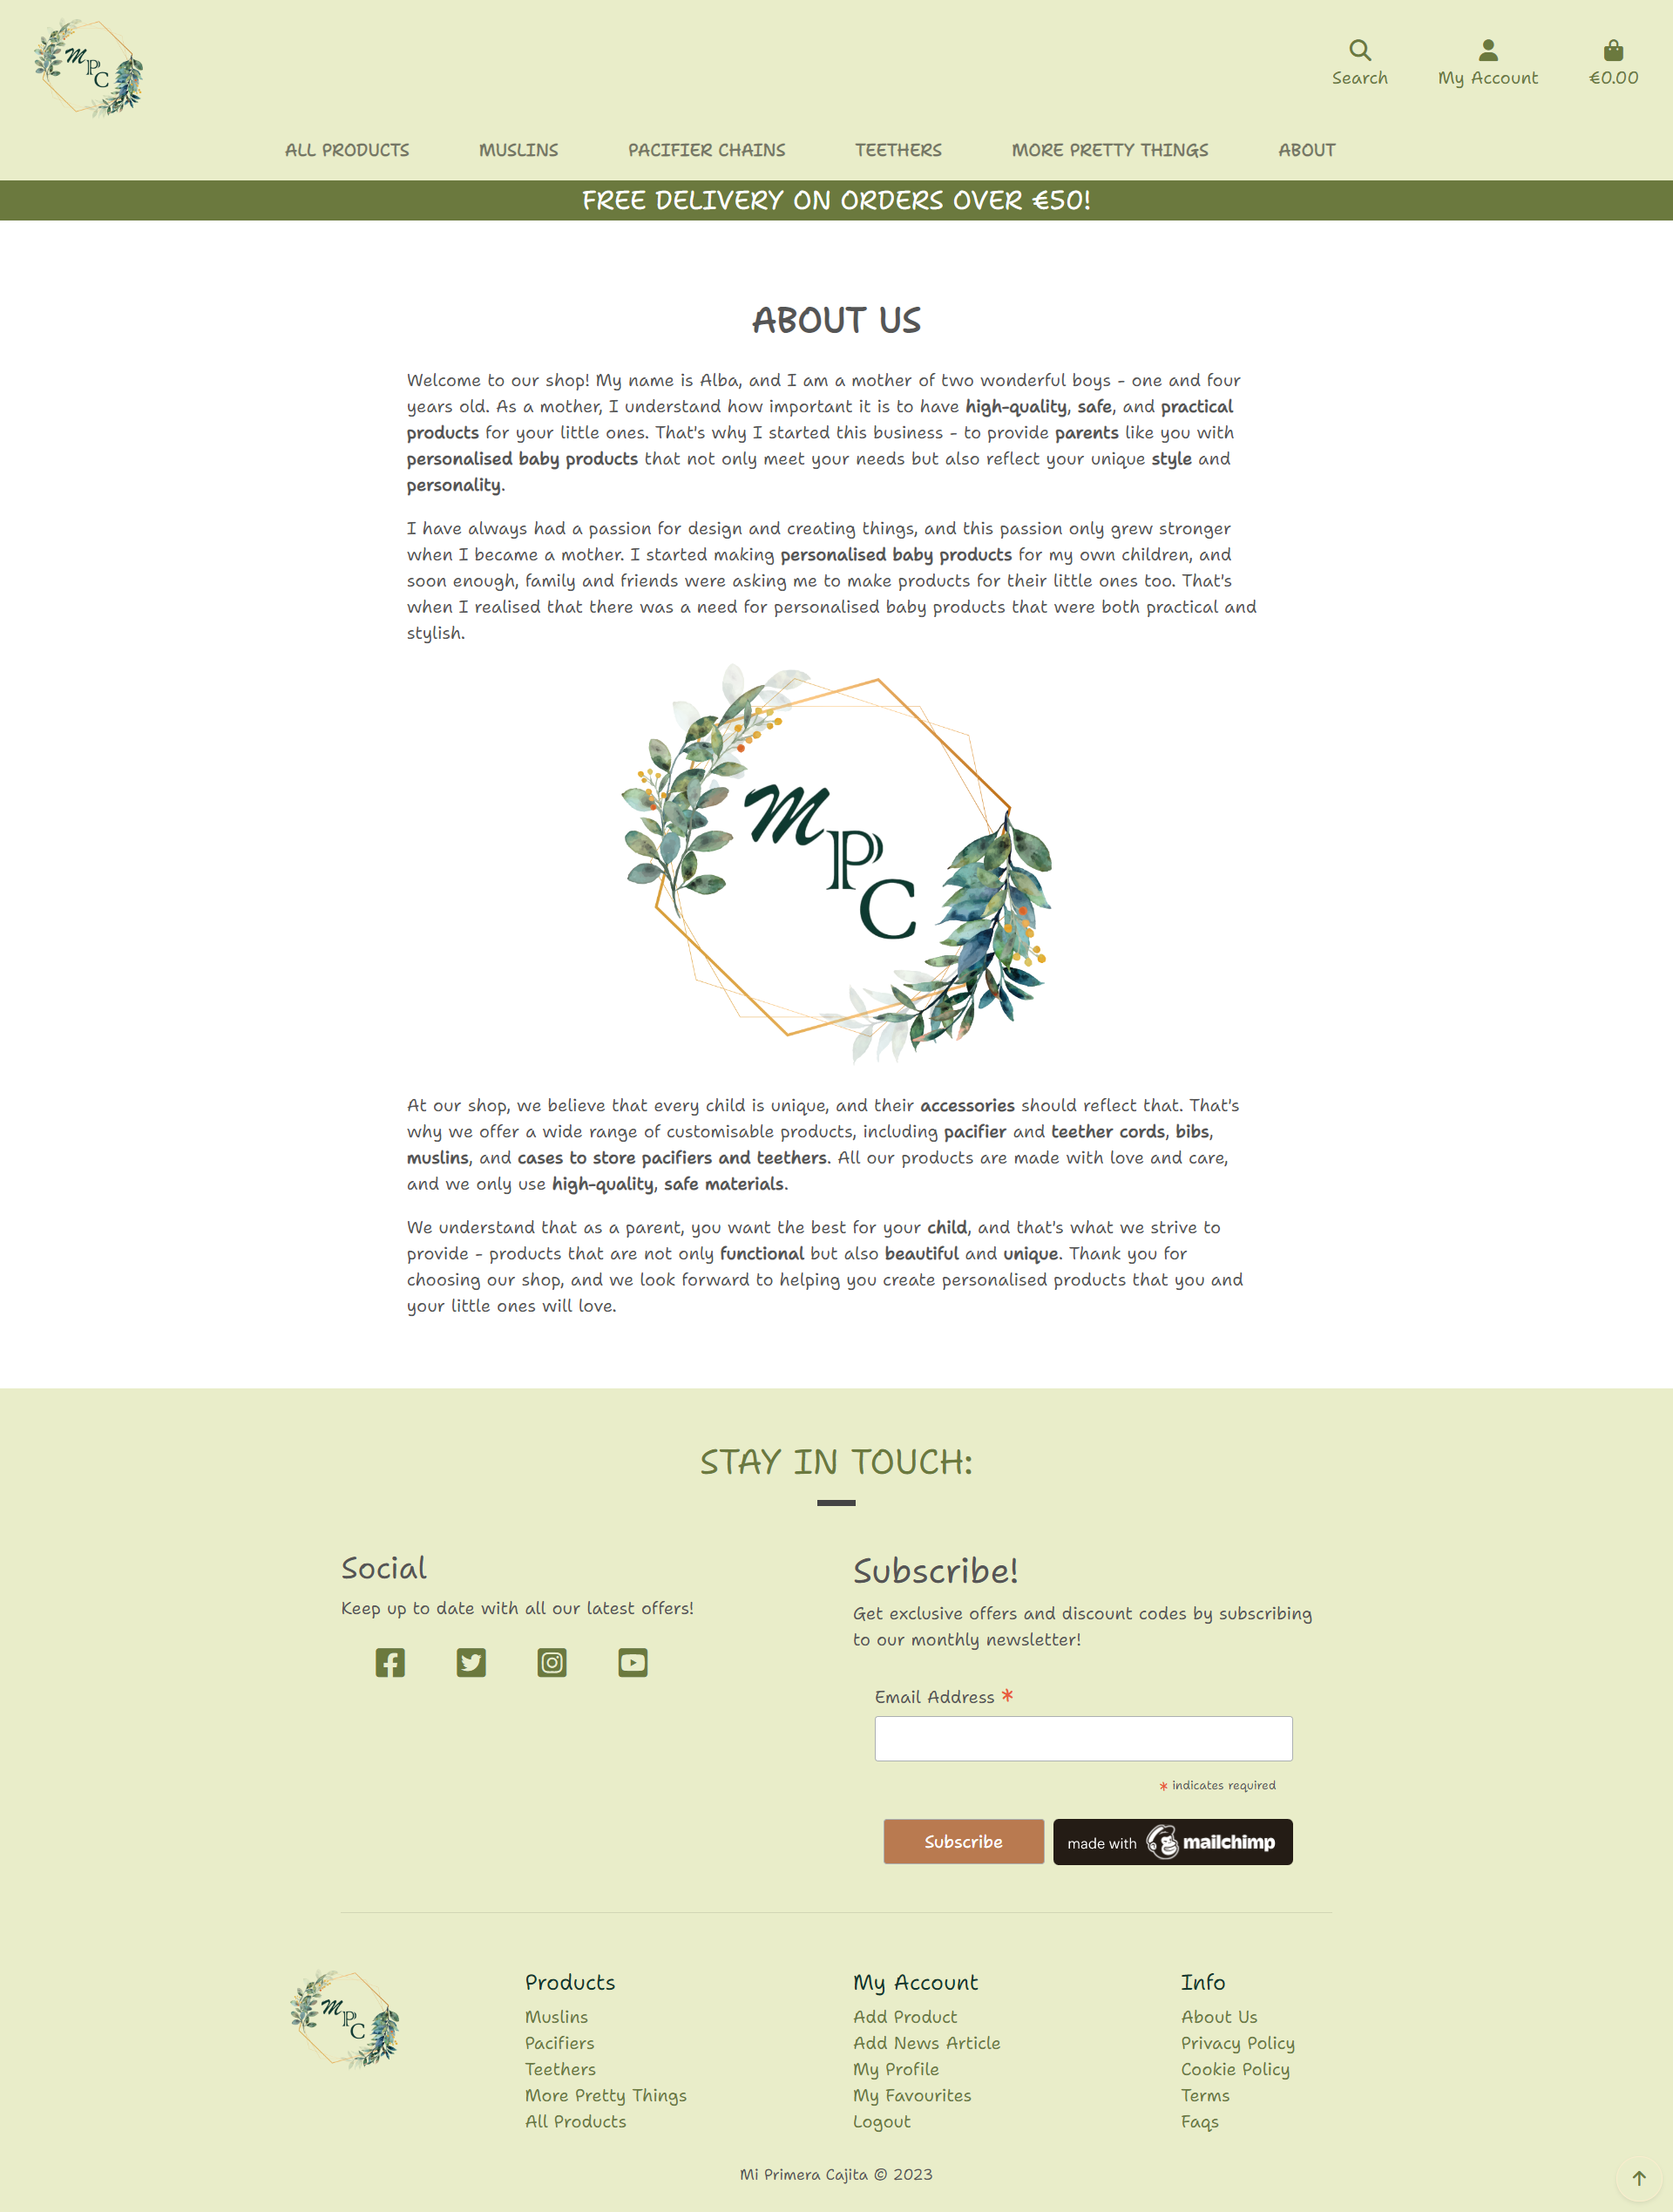 M
P
C
Search
My Account
€0.00
ALL PRODUCTS
MUSLINS
PACIFIER CHAINS
TEETHERS
MORE PRETTY THINGS
ABOUT
FREE DELIVERY ON ORDERS OVER €50!
ABOUT US
Welcome to our shop! My name is Alba, and I am a mother of two wonderful boys - one and four
years old. As a mother, I understand how important it is to have high-quality, safe, and practical
products for your little ones. That's why I started this business - to provide parents like you with
personalised baby products that not only meet your needs but also reflect your unique style and
personality.
I have always had a passion for design and creating things, and this passion only grew stronger
when I became a mother. I started making personalised baby products for my own children, and
soon enough, family and friends were asking me to make products for their little ones too. That's
when I realised that there was a need for personalised baby products that were both practical and
stylish.
M
P
C
At our shop, we believe that every child is unique, and their accessories should reflect that. That's
why we offer a wide range of customisable products, including pacifier and teether cords, bibs,
muslins, and cases to store pacifiers and teethers. All our products are made with love and care,
and we only use high-quality, safe materials.
We understand that as a parent, you want the best for your child, and that's what we strive to
provide - products that are not only functional but also beautiful and unique. Thank you for
choosing our shop, and we look forward to helping you create personalised products that you and
your little ones will love.
STAY IN TOUCH:
Social
Keep up to date with all our latest offers!
Subscribe!
Get exclusive offers and discount codes by subscribing
to our monthly newsletter!
Email Address *
* indicates required
Subscribe
made with mailchimp
M
P
C
Products
Muslins
Pacifiers
Teethers
More Pretty Things
All Products
My Account
Add Product
Add News Article
My Profile
My Favourites
Logout
Info
About Us
Privacy Policy
Cookie Policy
Terms
Faqs
Mi Primera Cajita © 2023